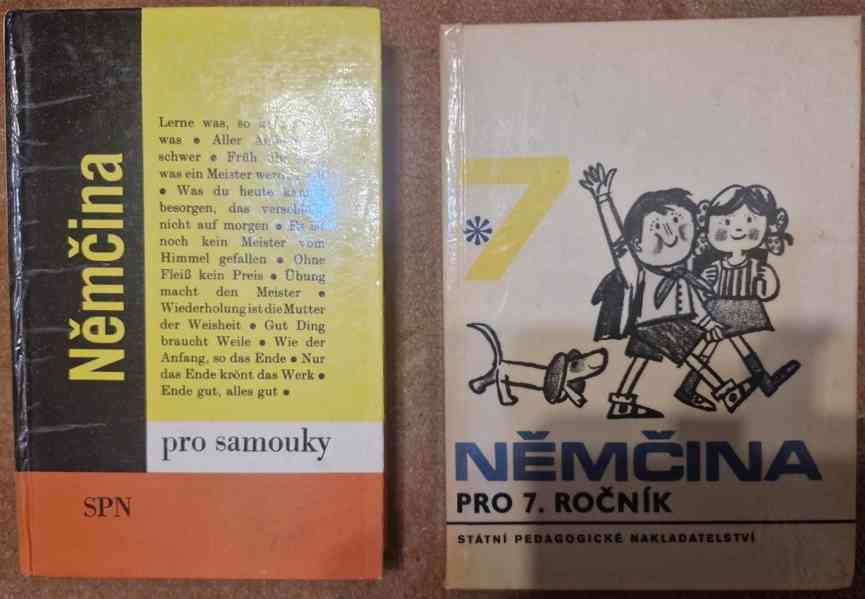 Němčina
Lerne was, so
was • Aller
schwer • Früh
was ein Meister
• Was du heute
besorgen, das
nicht auf morgen •
noch kein Meister vom
Himmel gefallen • Ohne
Fleiß kein Preis • Übung
macht den Meister •
Wiederholung ist die Mutter
der Weisheit • Gut Ding
braucht Weile • Wie der
Anfang, so das Ende • Nur
das Ende krönt das Werk •
Ende gut, alles gut •
pro samouky
SPN
* 7
NĚMČINA
PRO 7. ROČNÍK
STÁTNÍ PEDAGOGICKÉ NAKLADATELSTVÍ